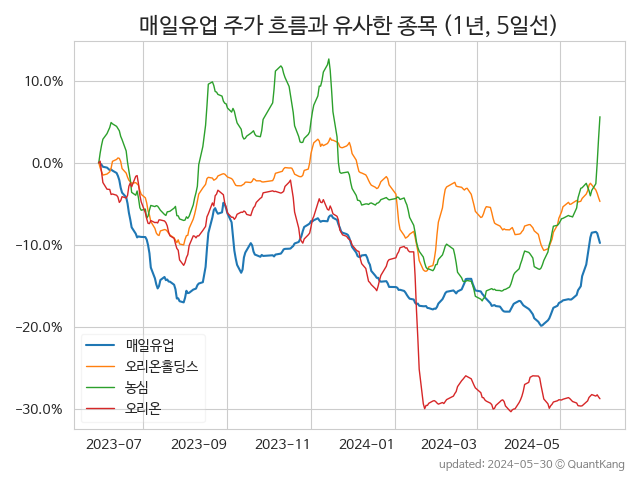 매일유업 주가 흐름과 유사한 종목 (1년, 5일선)
10.0%
0.0%
−10.0%
−20.0%
−30.0%
매일유업
오리온홀딩스
농심
오리온
2023−07 2023−09 2023−11 2024−01 2024−03 2024−05
updated: 2024-05-30 © QuantKang